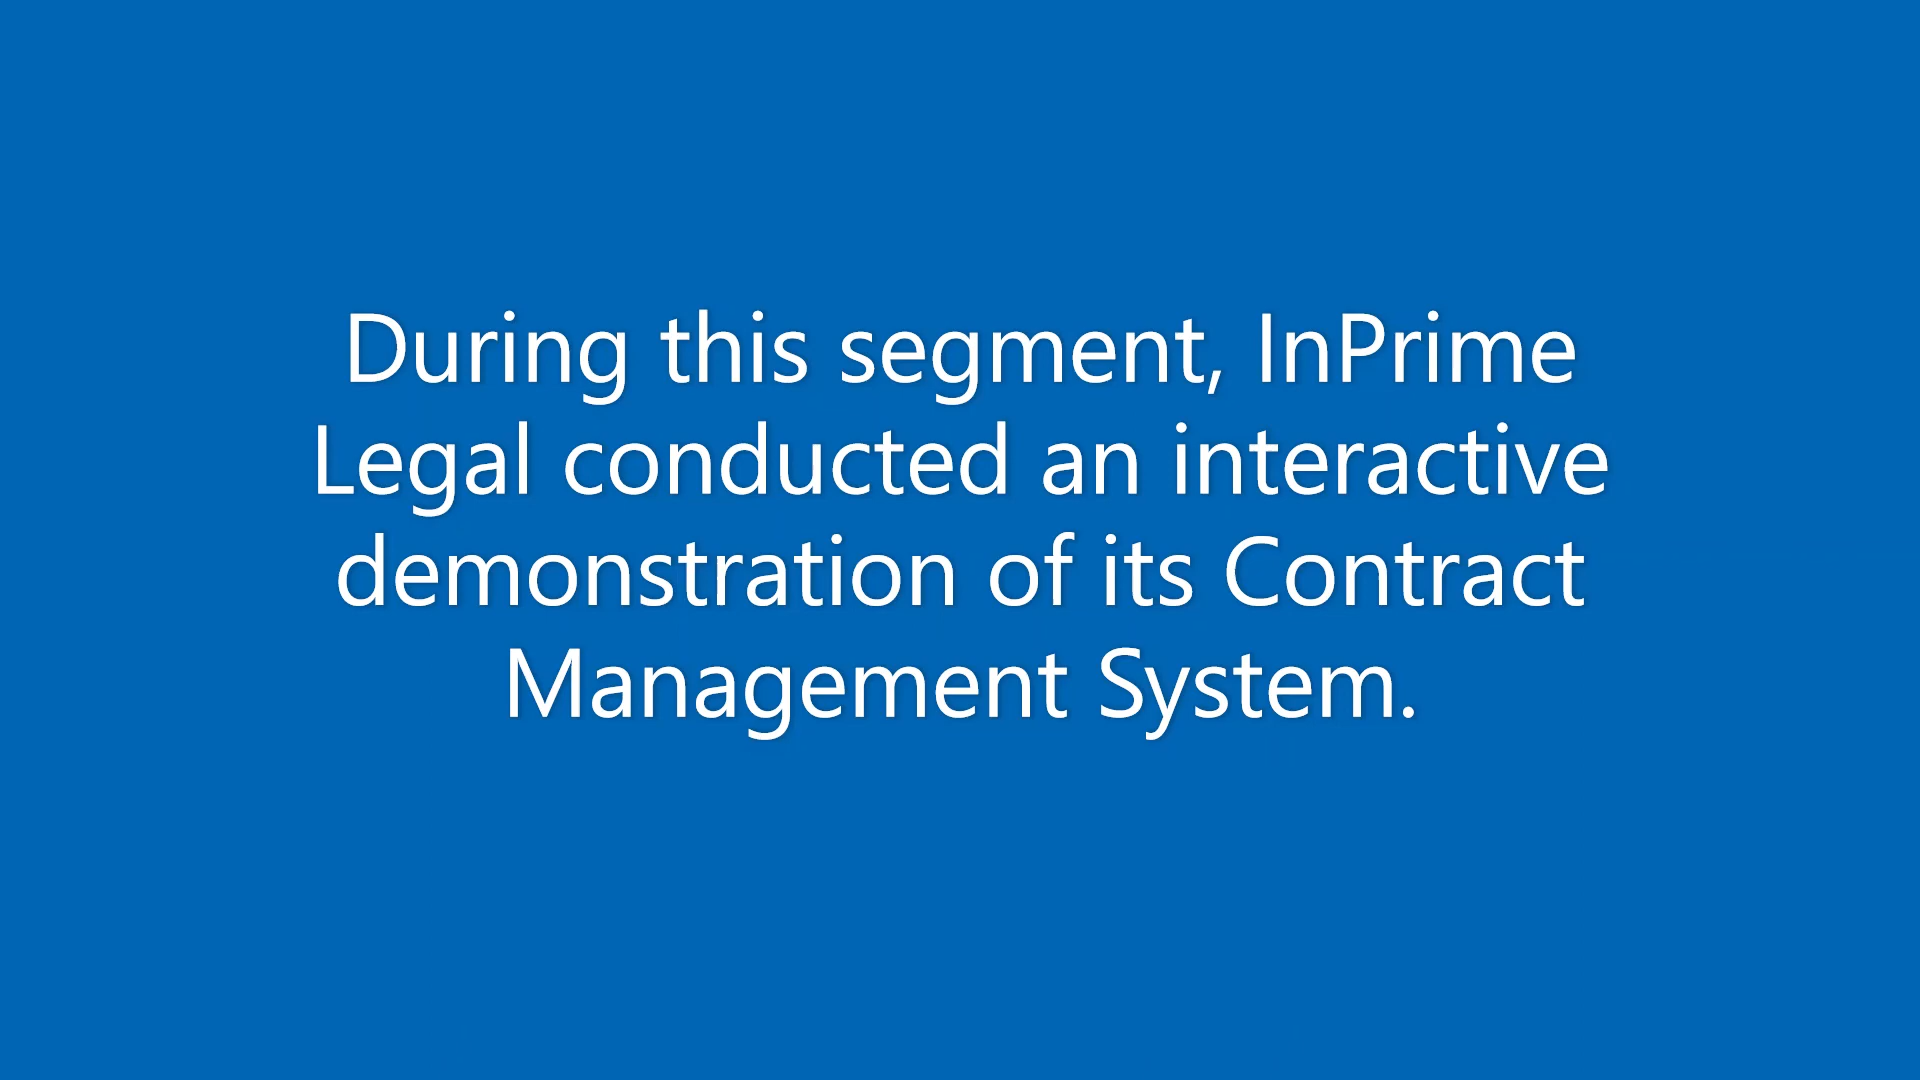 During this segment, InPrime
Legal conducted an interactive
demonstration of its Contract
Management System.